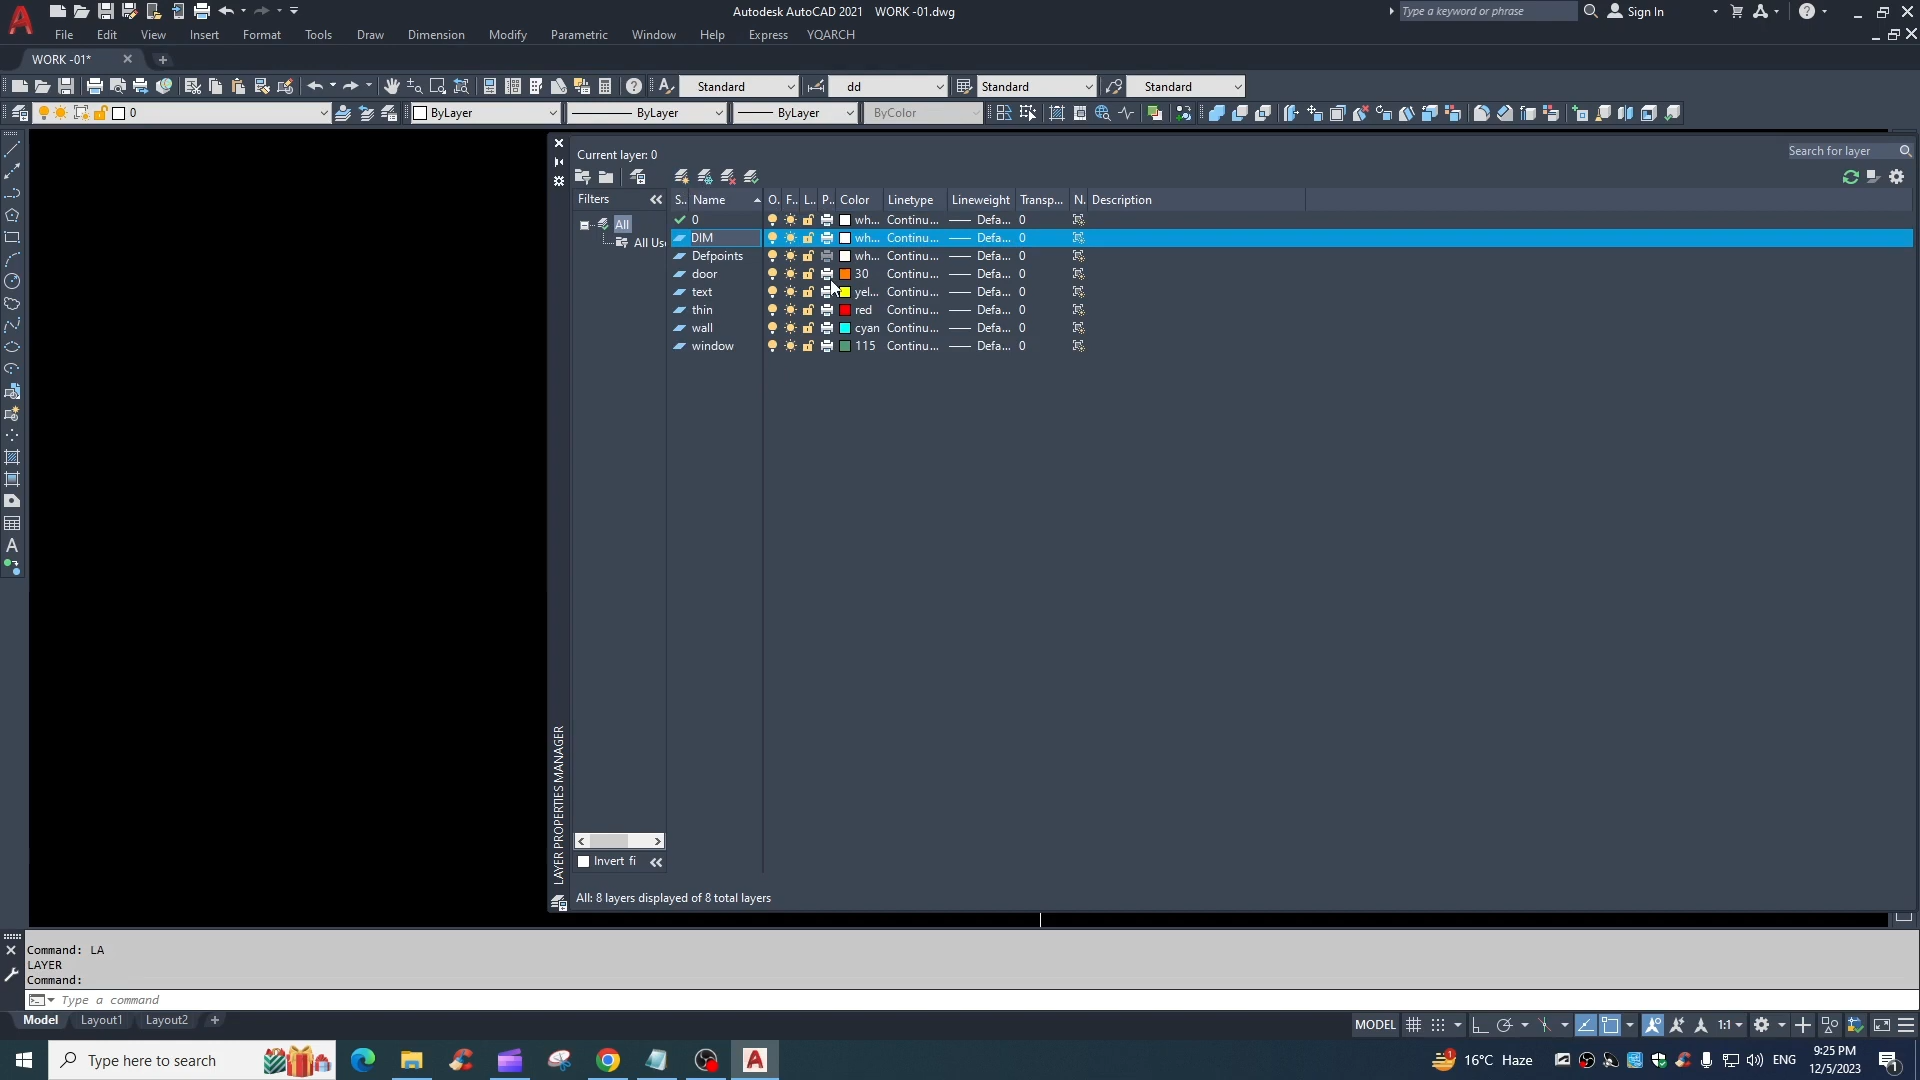 Autodesk AutoCAD 2021 WORK -01.dwg
Type a keyword or phrase
Sign In
File Edit View Insert Format Tools Draw Dimension Modify Parametric Window Help Express YQARCH
WORK -01*
Standard dd Standard Standard
0 ByLayer ByLayer ByLayer ByColor
Current layer: 0
Search for layer
Filters
S.. Name O. F.. L.. P.. Color Linetype Lineweight Transp... N. Description
All
All Use
0 wh... Continu... Defa... 0
DIM wh... Continu... Defa... 0
Defpoints wh... Continu... Defa... 0
door 30 Continu... Defa... 0
text yel... Continu... Defa... 0
thin red Continu... Defa... 0
wall cyan Continu... Defa... 0
window 115 Continu... Defa... 0
LAYER PROPERTIES MANAGER
Invert fi
All: 8 layers displayed of 8 total layers
Command: LA
LAYER
Command:
Type a command
Model Layout1 Layout2
MODEL 1:1
Type here to search
16°C Haze
ENG
9:25 PM
12/5/2023